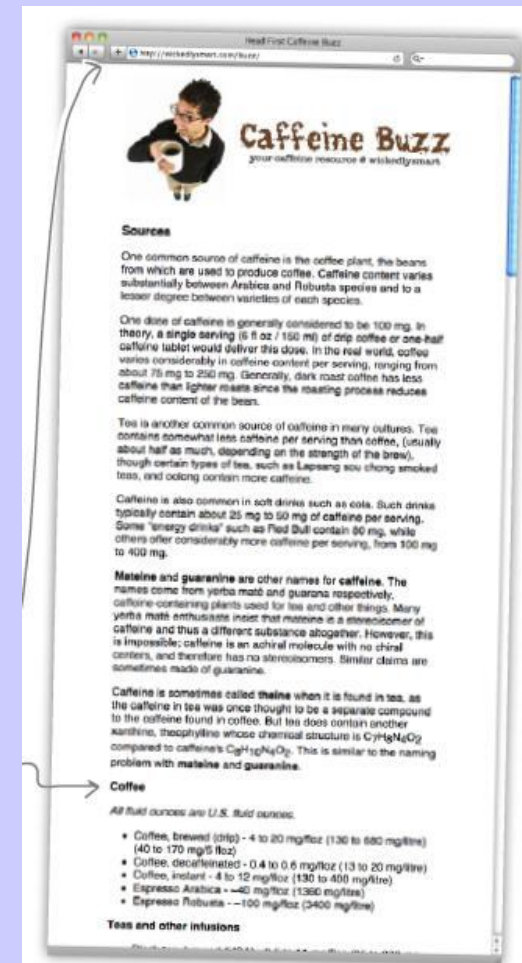 Head First Caffeine Buzz
http://wickedlysmart.com/buzz/
Caffeine Buzz
your caffeine resource @ wickedlysmart
Sources
One common source of caffeine is the coffee plant, the beans
from which are used to produce coffee. Caffeine content varies
substantially between Arabica and Robusta species and to a
lesser degree between varieties of each species.
One dose of caffeine is generally considered to be 100 mg. In
theory, a single serving (6 fl oz / 150 ml) of drip coffee or one-half
caffeine tablet would deliver this dose. In the real world, coffee
varies considerably in caffeine content per serving, ranging from
about 75 mg to 250 mg. Generally, dark roast coffee has less
caffeine than lighter roasts since the roasting process reduces
caffeine content of the bean.
Tea is another common source of caffeine in many cultures. Tea
contains somewhat less caffeine per serving than coffee, (usually
about half as much, depending on the strength of the brew),
though certain types of tea, such as Lapsang sou chong smoked
teas, and oolong contain more caffeine.
Caffeine is also common in soft drinks such as cola. Such drinks
typically contain about 25 mg to 50 mg of caffeine per serving.
Some "energy drinks" such as Red Bull contain 80 mg, while
others offer considerably more caffeine per serving, from 100 mg
to 400 mg.
Mateine and guaranine are other names for caffeine. The
names come from yerba maté and guarana respectively,
caffeine-containing plants used for tea and other things. Many
yerba maté enthusiasts insist that mateine is a stereoisomer of
caffeine and thus a different substance altogether. However, this
is impossible; caffeine is an achiral molecule with no chiral
centers, and therefore has no stereoisomers. Similar claims are
sometimes made of guaranine.
Caffeine is sometimes called theine when it is found in tea, as
the caffeine in tea was once thought to be a separate compound
to the caffeine found in coffee. But tea does contain another
xanthine, theophylline whose chemical structure is C7H8N4O2
compared to caffeine's C8H10N4O2. This is similar to the naming
problem with mateine and guaranine.
Coffee
All fluid ounces are U.S. fluid ounces.
• Coffee, brewed (drip) - 4 to 20 mg/floz (130 to 680 mg/litre)
(40 to 170 mg/5 floz)
• Coffee, decaffeinated - 0.4 to 0.6 mg/floz (13 to 20 mg/litre)
• Coffee, instant - 4 to 12 mg/floz (130 to 400 mg/litre)
• Espresso Arabica - ~40 mg/floz (1360 mg/litre)
• Espresso Robusta - ~100 mg/floz (3400 mg/litre)
Teas and other infusions